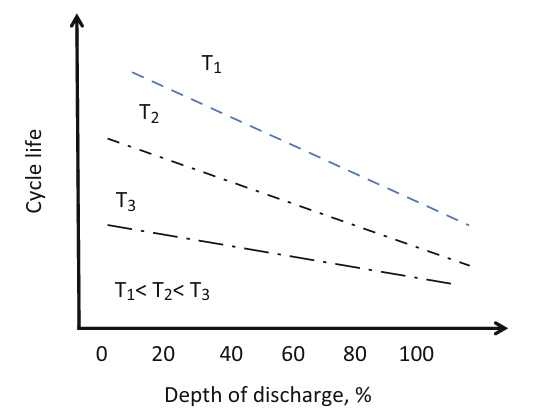 T₁
T₂
Cycle life
T₃
T₁< T₂< T₃
0 20 40 60 80 100
Depth of discharge, %